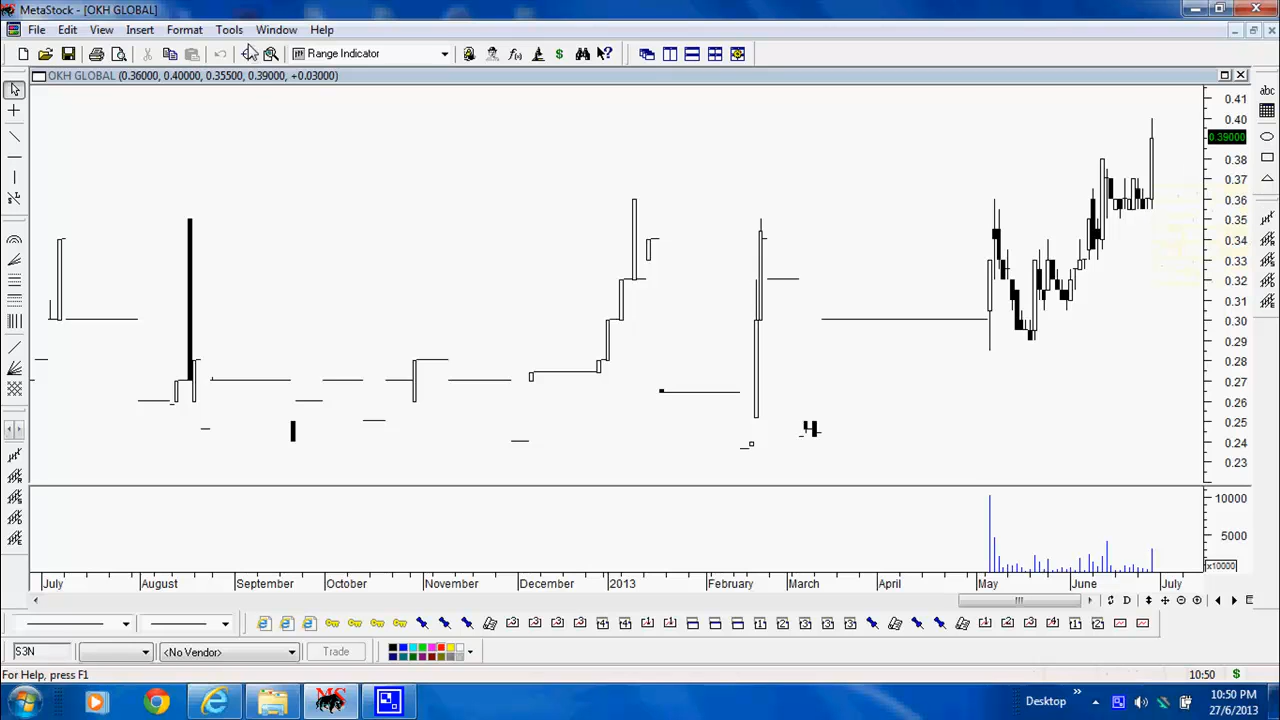 MetaStock - [OKH GLOBAL]
File Edit View Insert Format Tools Window Help
Range Indicator
OKH GLOBAL (0.36000, 0.40000, 0.35500, 0.39000, +0.03000)
abc
0.41
0.40
0.39000
0.38
0.37
0.36
0.35
0.34
0.33
0.32
0.31
0.30
0.29
0.28
0.27
0.26
0.25
0.24
0.23
10000
5000
x10000
July August September October November December 2013 February March April May June July
D
S3N <No Vendor> Trade
For Help, press F1 10:50
Desktop 10:50 PM
27/6/2013